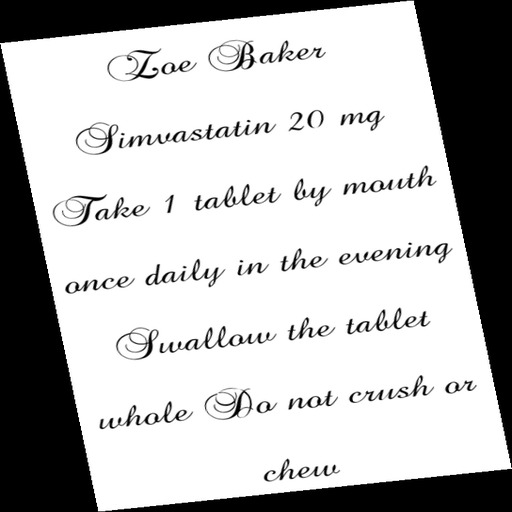 Zoe Baker
Simvastatin 20 mg
Take 1 tablet by mouth
once daily in the evening
Swallow the tablet
whole Do not crush or
chew